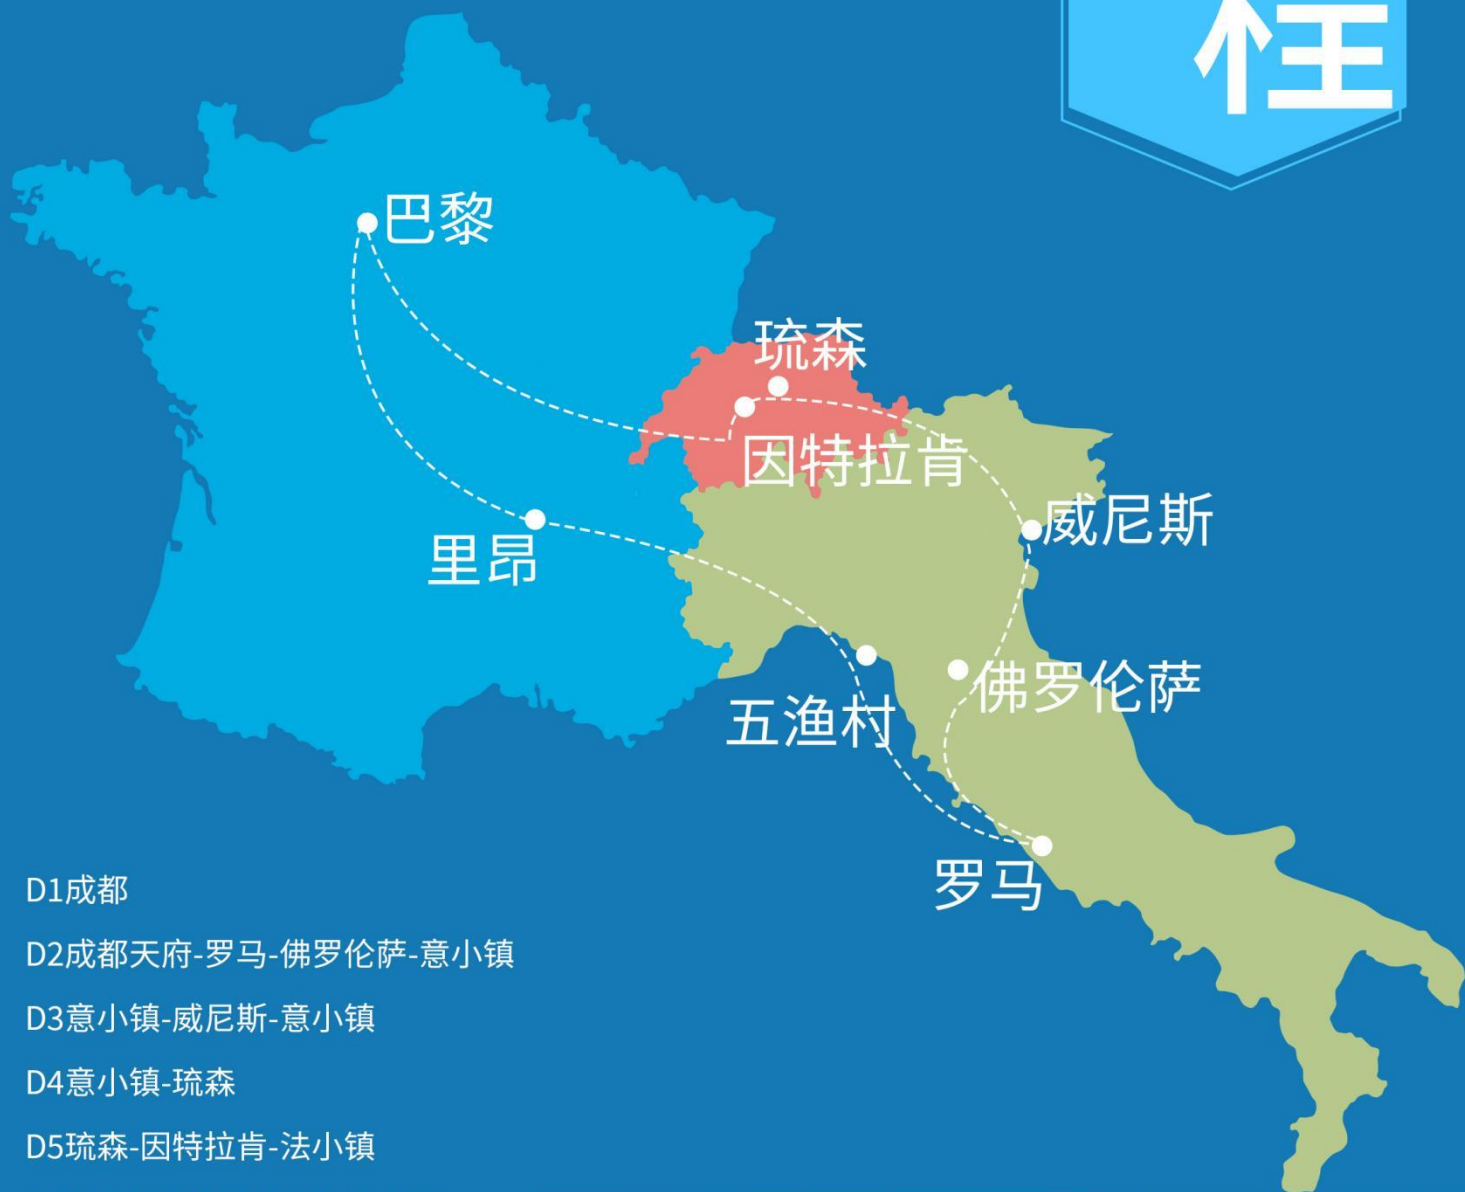 程
巴黎
琉森
因特拉肯
威尼斯
里昂
佛罗伦萨
五渔村
罗马
D1成都
D2成都天府-罗马-佛罗伦萨-意小镇
D3意小镇-威尼斯-意小镇
D4意小镇-琉森
D5琉森-因特拉肯-法小镇